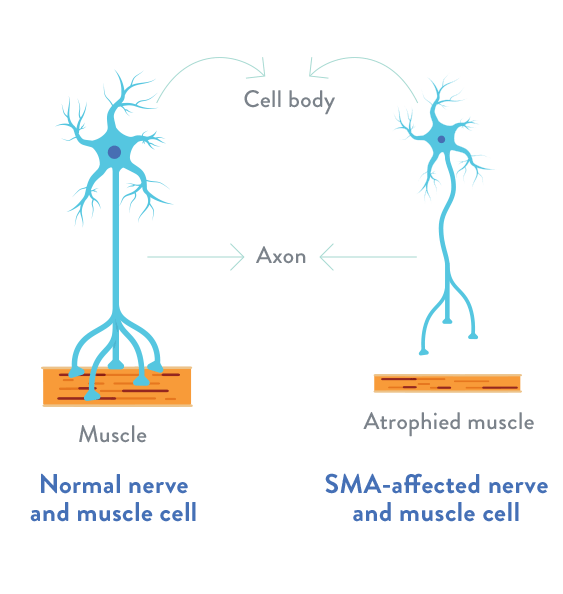 Cell body
Axon
Muscle
Atrophied muscle
Normal nerve
and muscle cell
SMA-affected nerve
and muscle cell